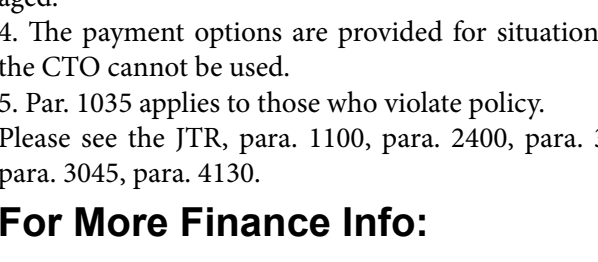 4. The payment options are provided for situation
the CTO cannot be used.
5. Par. 1035 applies to those who violate policy.
Please see the JTR, para. 1100, para. 2400, para.
para. 3045, para. 4130.
For More Finance Info: